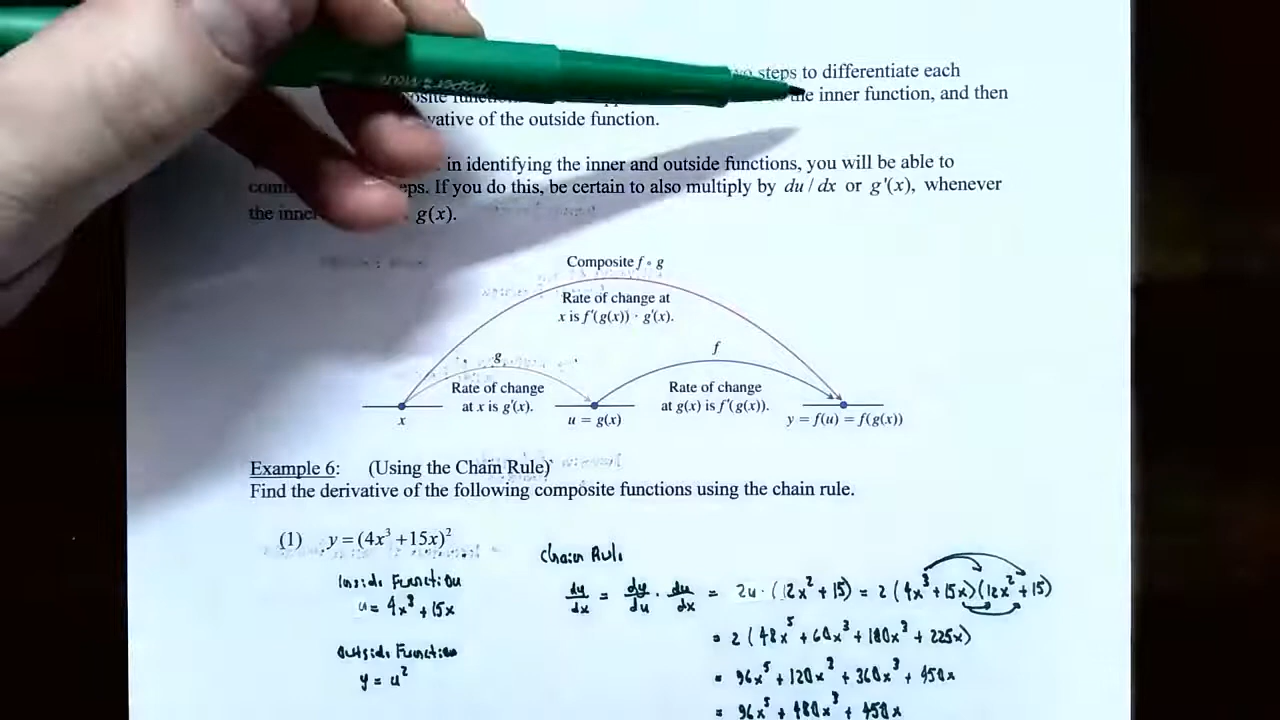 steps to differentiate each
the inner function, and then
vative of the outside function.
in identifying the inner and outside functions, you will be able to
eps. If you do this, be certain to also multiply by du / dx or g'(x), whenever
the inner g(x).
Composite f ∘ g
Rate of change at
x is f'(g(x)) · g'(x).
g
f
Rate of change
at x is g'(x).
Rate of change
at g(x) is f'(g(x)).
x
u = g(x)
y = f(u) = f(g(x))
Example 6: (Using the Chain Rule)
Find the derivative of the following composite functions using the chain rule.
(1) y = (4x³ +15x)²
Inside Function
u = 4x³ + 15x
Outside Function
y = u²
Chain Rule
dy/dx = dy/du · du/dx = 2u · (12x² + 15) = 2 (4x³ + 15x)(12x² + 15)
= 2 (48x⁵ + 60x³ + 180x³ + 225x)
= 96x⁵ + 120x³ + 360x³ + 450x
= 96x⁵ + 480x³ + 450x